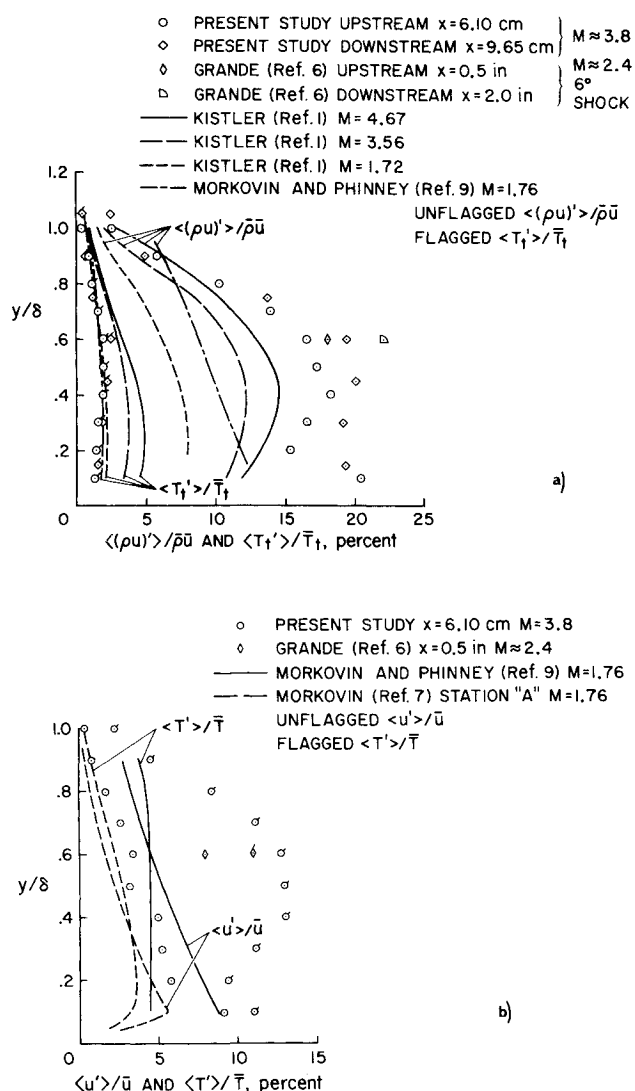 ○ PRESENT STUDY UPSTREAM x=6.10 cm
◇ PRESENT STUDY DOWNSTREAM x=9.65 cm
M≈3.8
◊ GRANDE (Ref. 6) UPSTREAM x=0.5 in
GRANDE (Ref. 6) DOWNSTREAM x=2.0 in
M≈2.4
6°
SHOCK
KISTLER (Ref. 1) M=4.67
KISTLER (Ref. 1) M=3.56
KISTLER (Ref. 1) M=1.72
MORKOVIN AND PHINNEY (Ref. 9) M=1.76
UNFLAGGED <(ρu)'>/ρ̄ū
FLAGGED <Tₜ'>/T̄ₜ
1.2
1.0
.8
.6
.4
.2
y/δ
<(ρu)'>/ρ̄ū
<Tₜ'>/T̄ₜ
0 5 10 15 20 25
<(ρu)'>/ρ̄ū AND <Tₜ'>/T̄ₜ, percent
a)
○ PRESENT STUDY x=6.10 cm M=3.8
◊ GRANDE (Ref. 6) x=0.5 in M≈2.4
MORKOVIN AND PHINNEY (Ref. 9) M=1.76
MORKOVIN (Ref. 7) STATION "A" M=1.76
UNFLAGGED <u'>/ū
FLAGGED <T'>/T̄
1.0
.8
.6
.4
.2
y/δ
<T'>/T̄
<u'>/ū
0 5 10 15
<u'>/ū AND <T'>/T̄, percent
b)